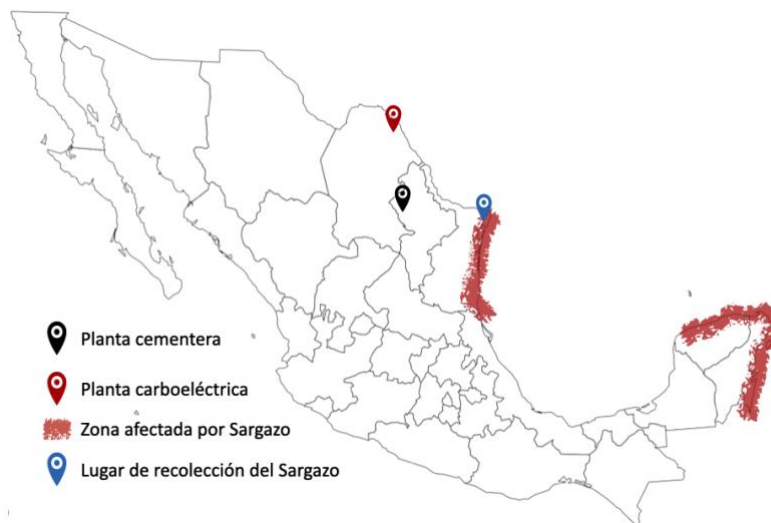 Planta cementera
Planta carboeléctrica
Zona afectada por Sargazo
Lugar de recolección del Sargazo